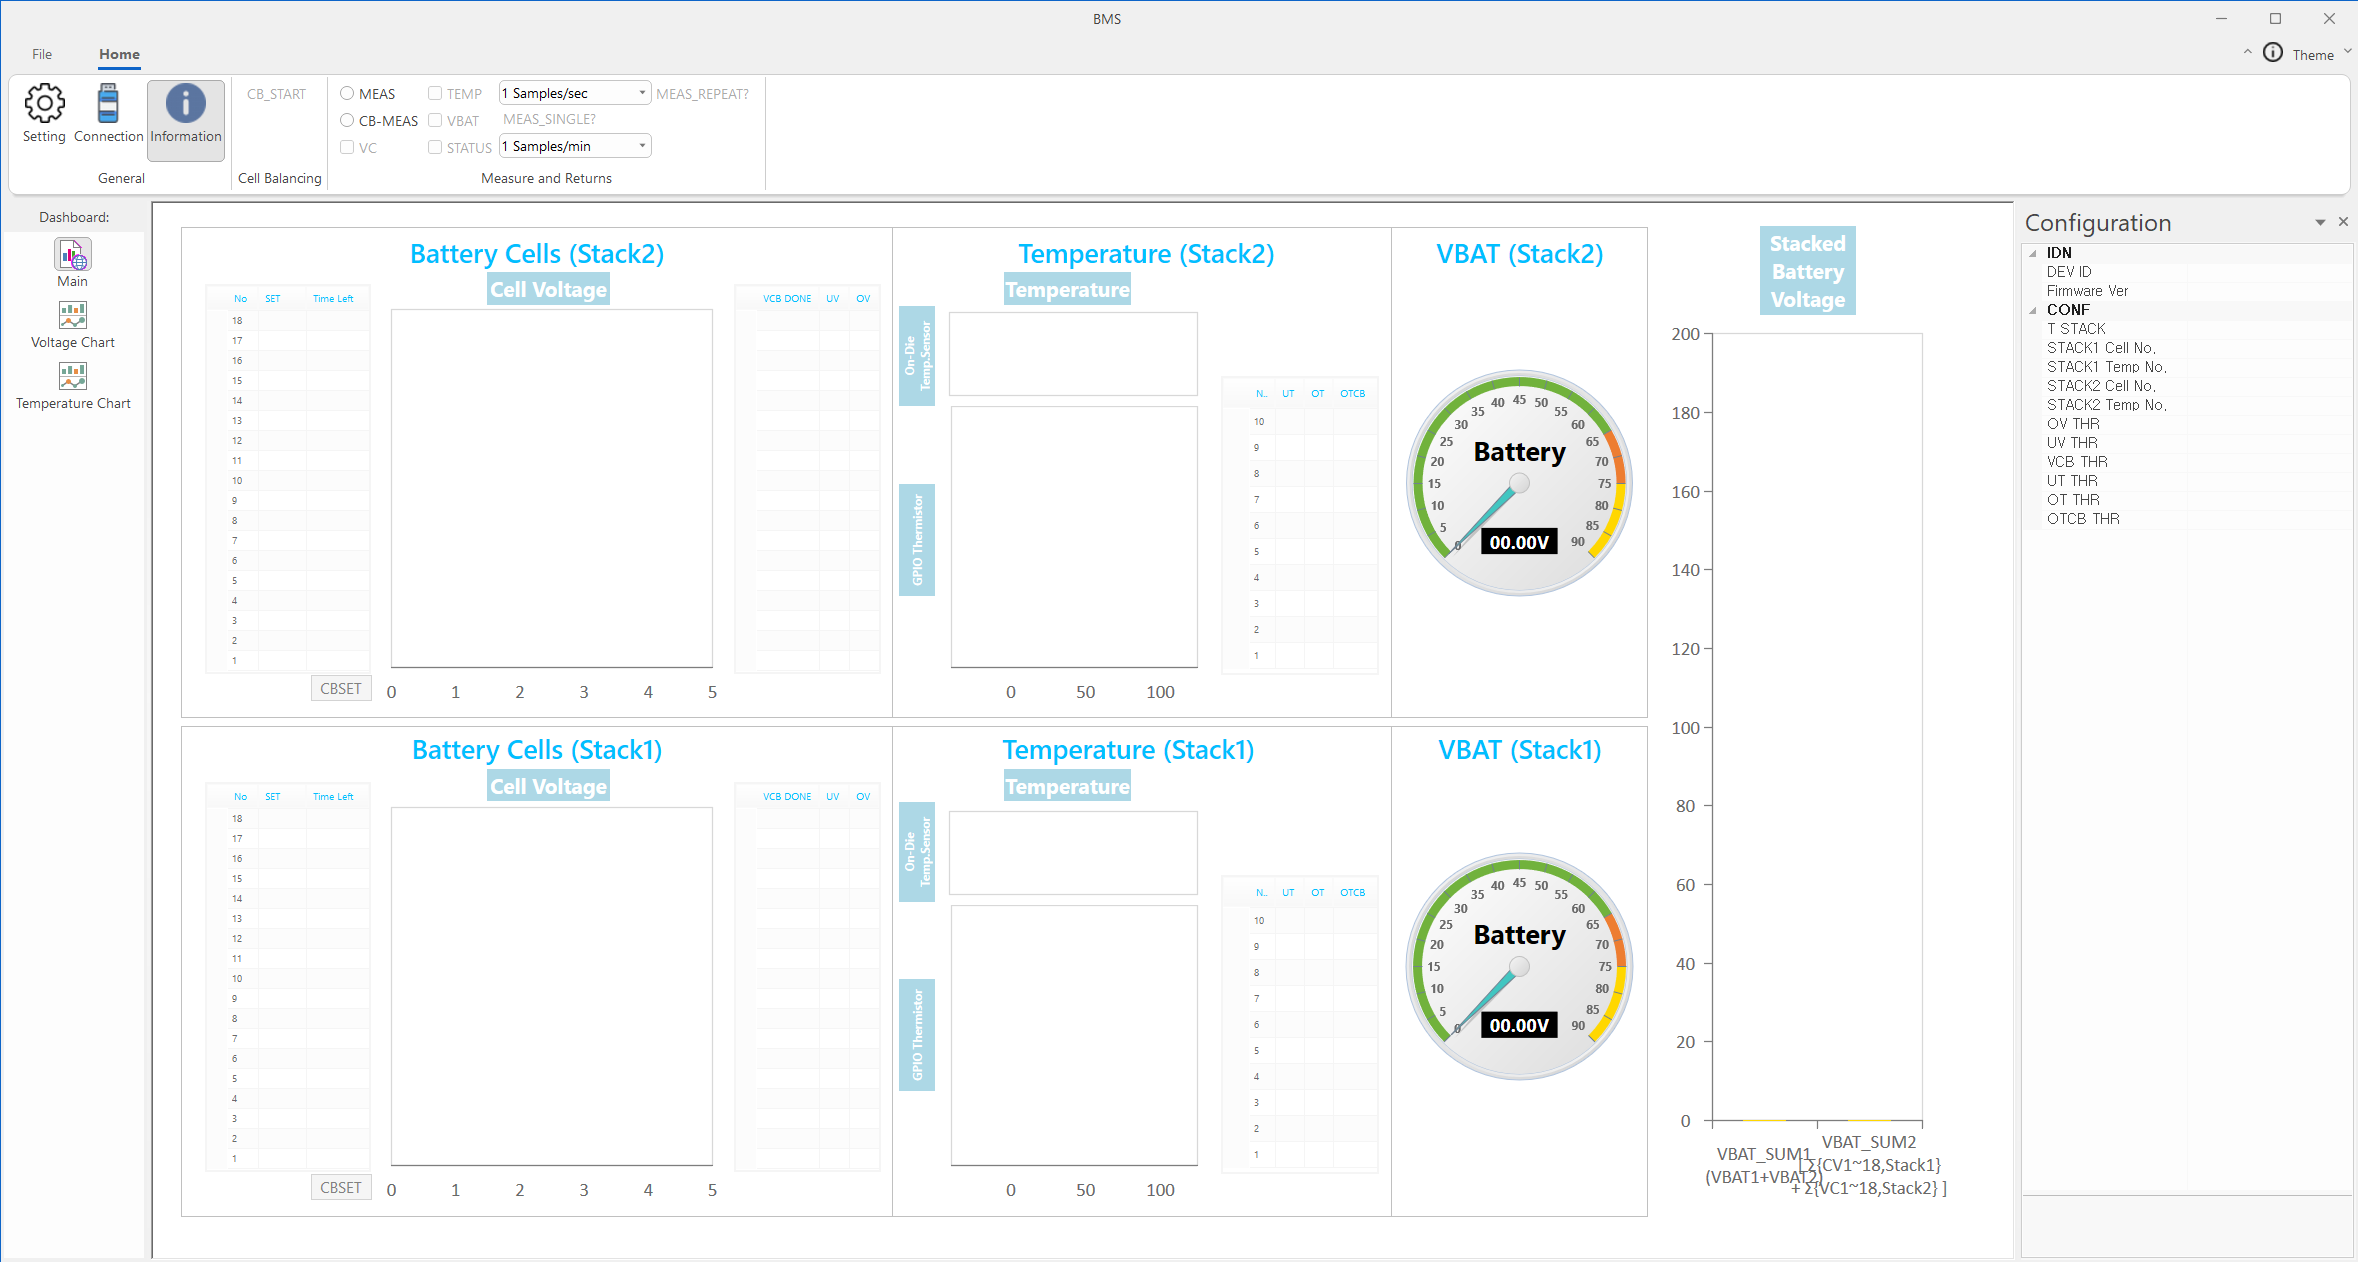 BMS
File
Home
Theme
Setting
Connection
Information
General
CB_START
Cell Balancing
MEAS
TEMP
1 Samples/sec
MEAS_REPEAT?
CB-MEAS
VBAT
MEAS_SINGLE?
VC
STATUS
1 Samples/min
Measure and Returns
Dashboard:
Main
Voltage Chart
Temperature Chart
Battery Cells (Stack2)
Cell Voltage
No SET Time Left
18
17
16
15
14
13
12
11
10
9
8
7
6
5
4
3
2
1
CBSET
0 1 2 3 4 5
VCB DONE UV OV
Temperature (Stack2)
Temperature
On-Die
Temp.Sensor
GPIO Thermistor
0 50 100
N.. UT OT OTCB
10
9
8
7
6
5
4
3
2
1
VBAT (Stack2)
0 5 10 15 20 25 30 35 40 45 50 55 60 65 70 75 80 85 90
Battery
00.00V
Battery Cells (Stack1)
Cell Voltage
No SET Time Left
18
17
16
15
14
13
12
11
10
9
8
7
6
5
4
3
2
1
CBSET
0 1 2 3 4 5
VCB DONE UV OV
Temperature (Stack1)
Temperature
On-Die
Temp.Sensor
GPIO Thermistor
0 50 100
N.. UT OT OTCB
10
9
8
7
6
5
4
3
2
1
VBAT (Stack1)
0 5 10 15 20 25 30 35 40 45 50 55 60 65 70 75 80 85 90
Battery
00.00V
Stacked
Battery
Voltage
200
180
160
140
120
100
80
60
40
20
0
VBAT_SUM1
(VBAT1+VBAT2)
VBAT_SUM2
[ Σ{CV1~18,Stack1}
+ Σ{VC1~18,Stack2} ]
Configuration
IDN
DEV ID
Firmware Ver
CONF
T STACK
STACK1 Cell No.
STACK1 Temp No.
STACK2 Cell No.
STACK2 Temp No.
OV THR
UV THR
VCB THR
UT THR
OT THR
OTCB THR